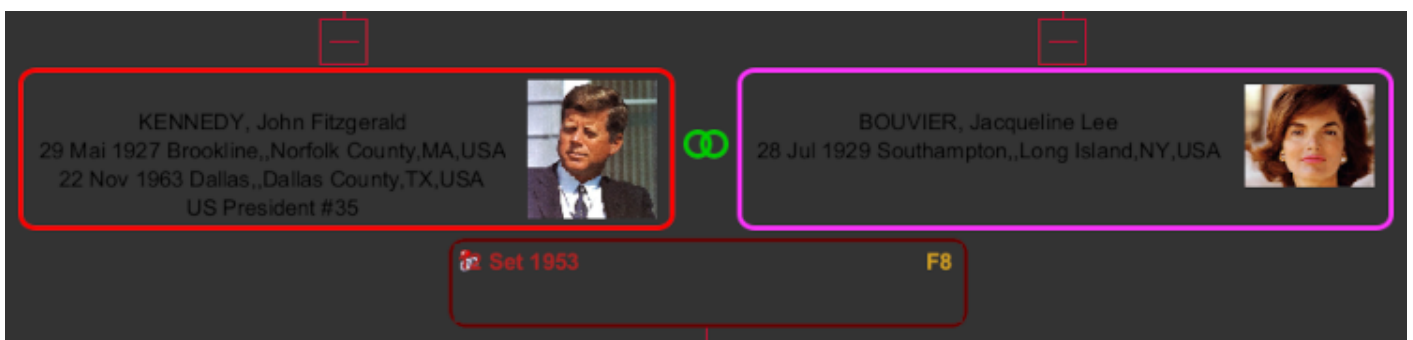 KENNEDY, John Fitzgerald
29 Mai 1927 Brookline,,Norfolk County,MA,USA
22 Nov 1963 Dallas,,Dallas County,TX,USA
US President #35
BOUVIER, Jacqueline Lee
28 Jul 1929 Southampton,,Long Island,NY,USA
Set 1953
F8